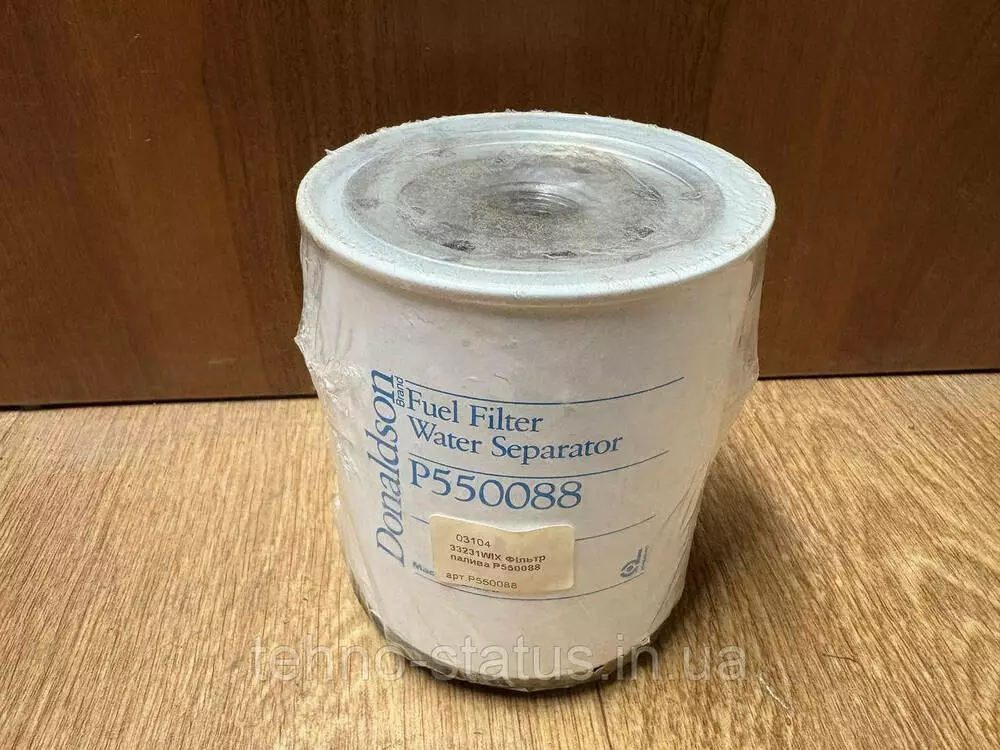 Donaldson
Brand
Fuel Filter
Water Separator
P550088
03104
33231WIX Фільтр
палива P550088
арт.P550088
tehno-status.in.ua